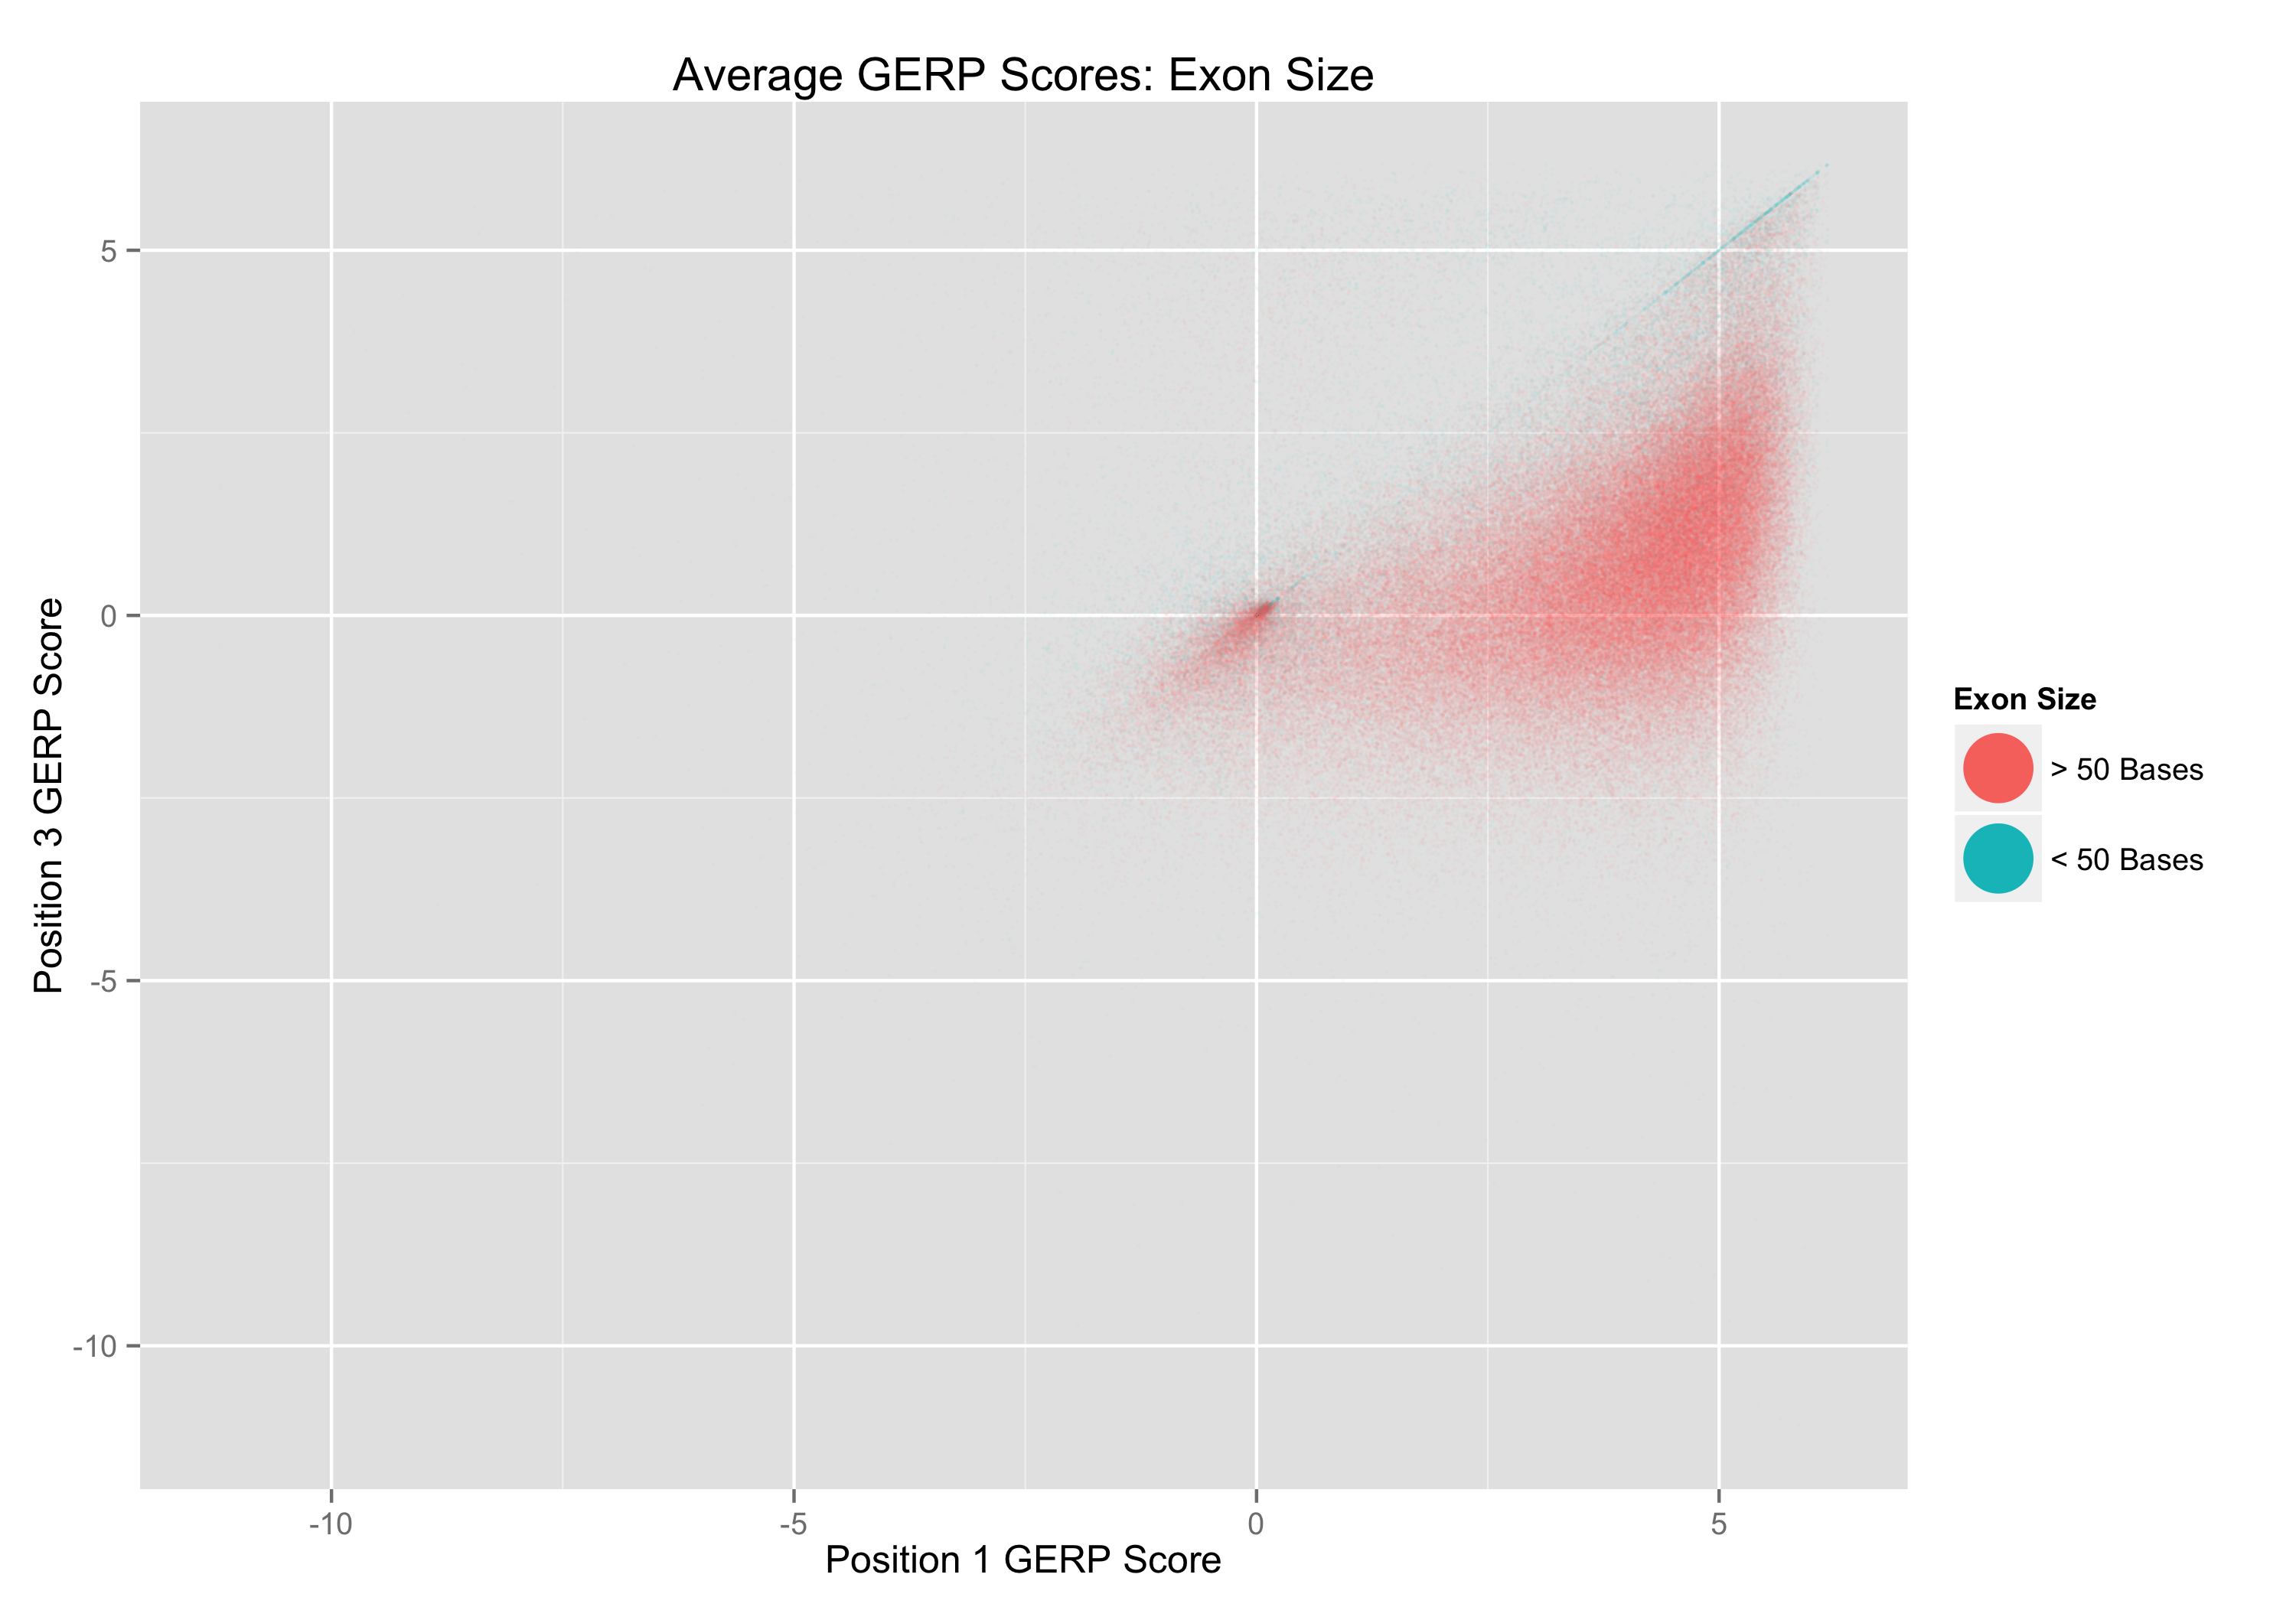 Average GERP Scores: Exon Size
Position 3 GERP Score
5
0
-5
-10
-10
-5
0
5
Position 1 GERP Score
Exon Size
> 50 Bases
< 50 Bases